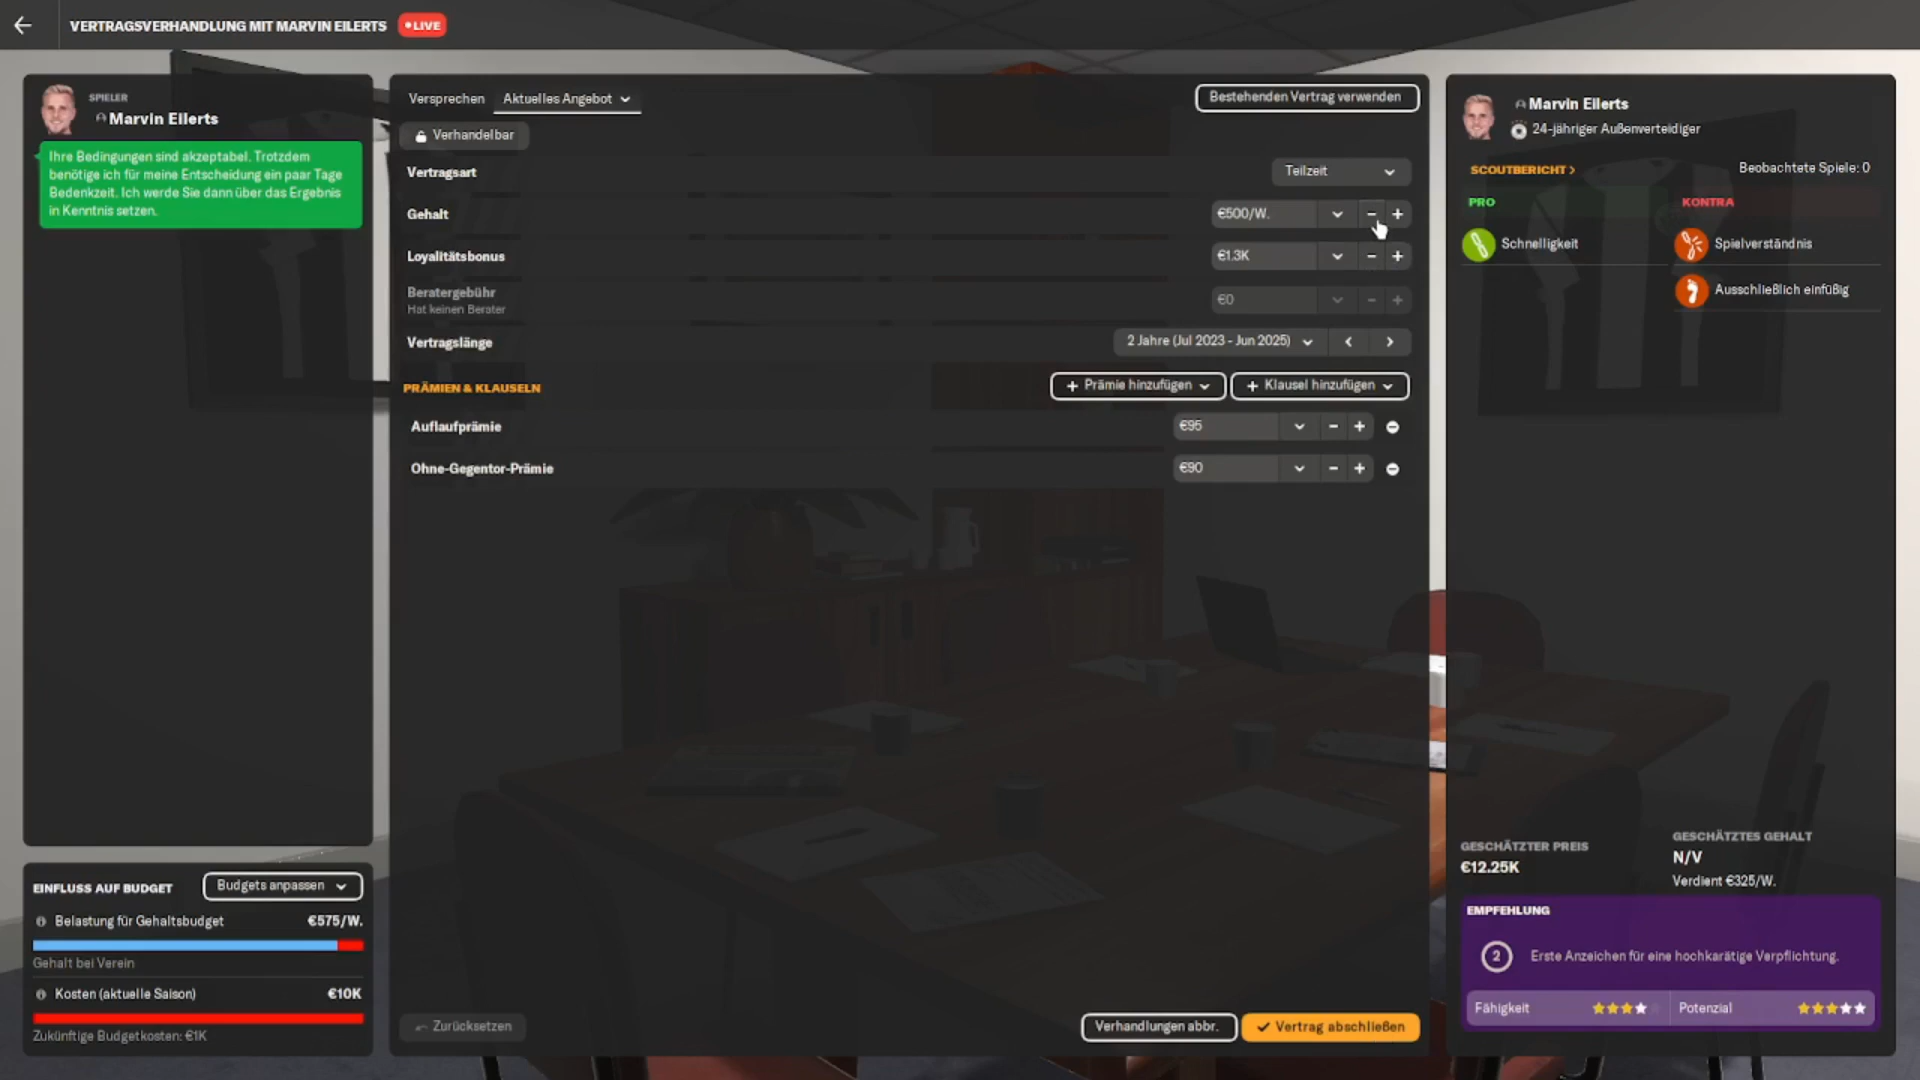 VERTRAGSVERHANDLUNG MIT MARVIN EILERTS
LIVE
SPIELER
Marvin Eilerts
Ihre Bedingungen sind akzeptabel. Trotzdem
benötige ich für meine Entscheidung ein paar Tage
Bedenkzeit. Ich werde Sie dann über das Ergebnis
in Kenntnis setzen.
EINFLUSS AUF BUDGET
Budgets anpassen
Belastung für Gehaltsbudget €575/W.
Gehalt bei Verein
Kosten (aktuelle Saison) €10K
Zukünftige Budgetkosten: €1K
Versprechen Aktuelles Angebot
Bestehenden Vertrag verwenden
Verhandelbar
Vertragsart Teilzeit
Gehalt €500/W. - +
Loyalitätsbonus €1.3K - +
Beratergebühr €0 - +
Hat keinen Berater
Vertragslänge 2 Jahre (Jul 2023 - Jun 2025)
PRÄMIEN & KLAUSELN
+ Prämie hinzufügen
+ Klausel hinzufügen
Auflaufprämie €95 - +
Ohne-Gegentor-Prämie €90 - +
Zurücksetzen
Verhandlungen abbr.
Vertrag abschließen
Marvin Eilerts
24-jähriger Außenverteidiger
SCOUTBERICHT >
Beobachtete Spiele: 0
PRO
KONTRA
Schnelligkeit
Spielverständnis
Ausschließlich einfüßig
GESCHÄTZTER PREIS
€12.25K
GESCHÄTZTES GEHALT
N/V
Verdient €325/W.
EMPFEHLUNG
2
Erste Anzeichen für eine hochkarätige Verpflichtung.
Fähigkeit
Potenzial